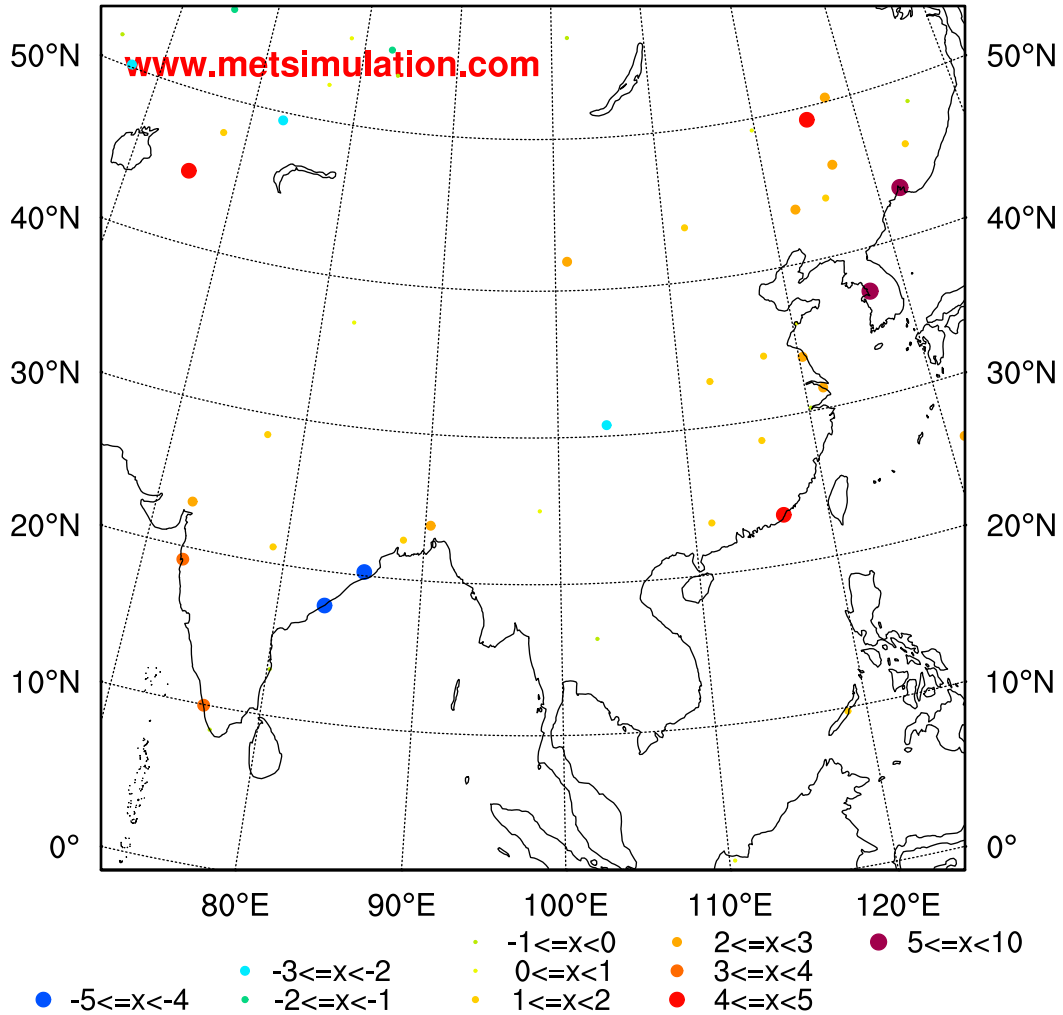 www.metsimulation.com
50°N 50°N
40°N 40°N
30°N 30°N
20°N 20°N
10°N 10°N
0° 0°
80°E 90°E 100°E 110°E 120°E
-1<=x<0 2<=x<3 5<=x<10
-3<=x<-2 0<=x<1 3<=x<4
-5<=x<-4 -2<=x<-1 1<=x<2 4<=x<5